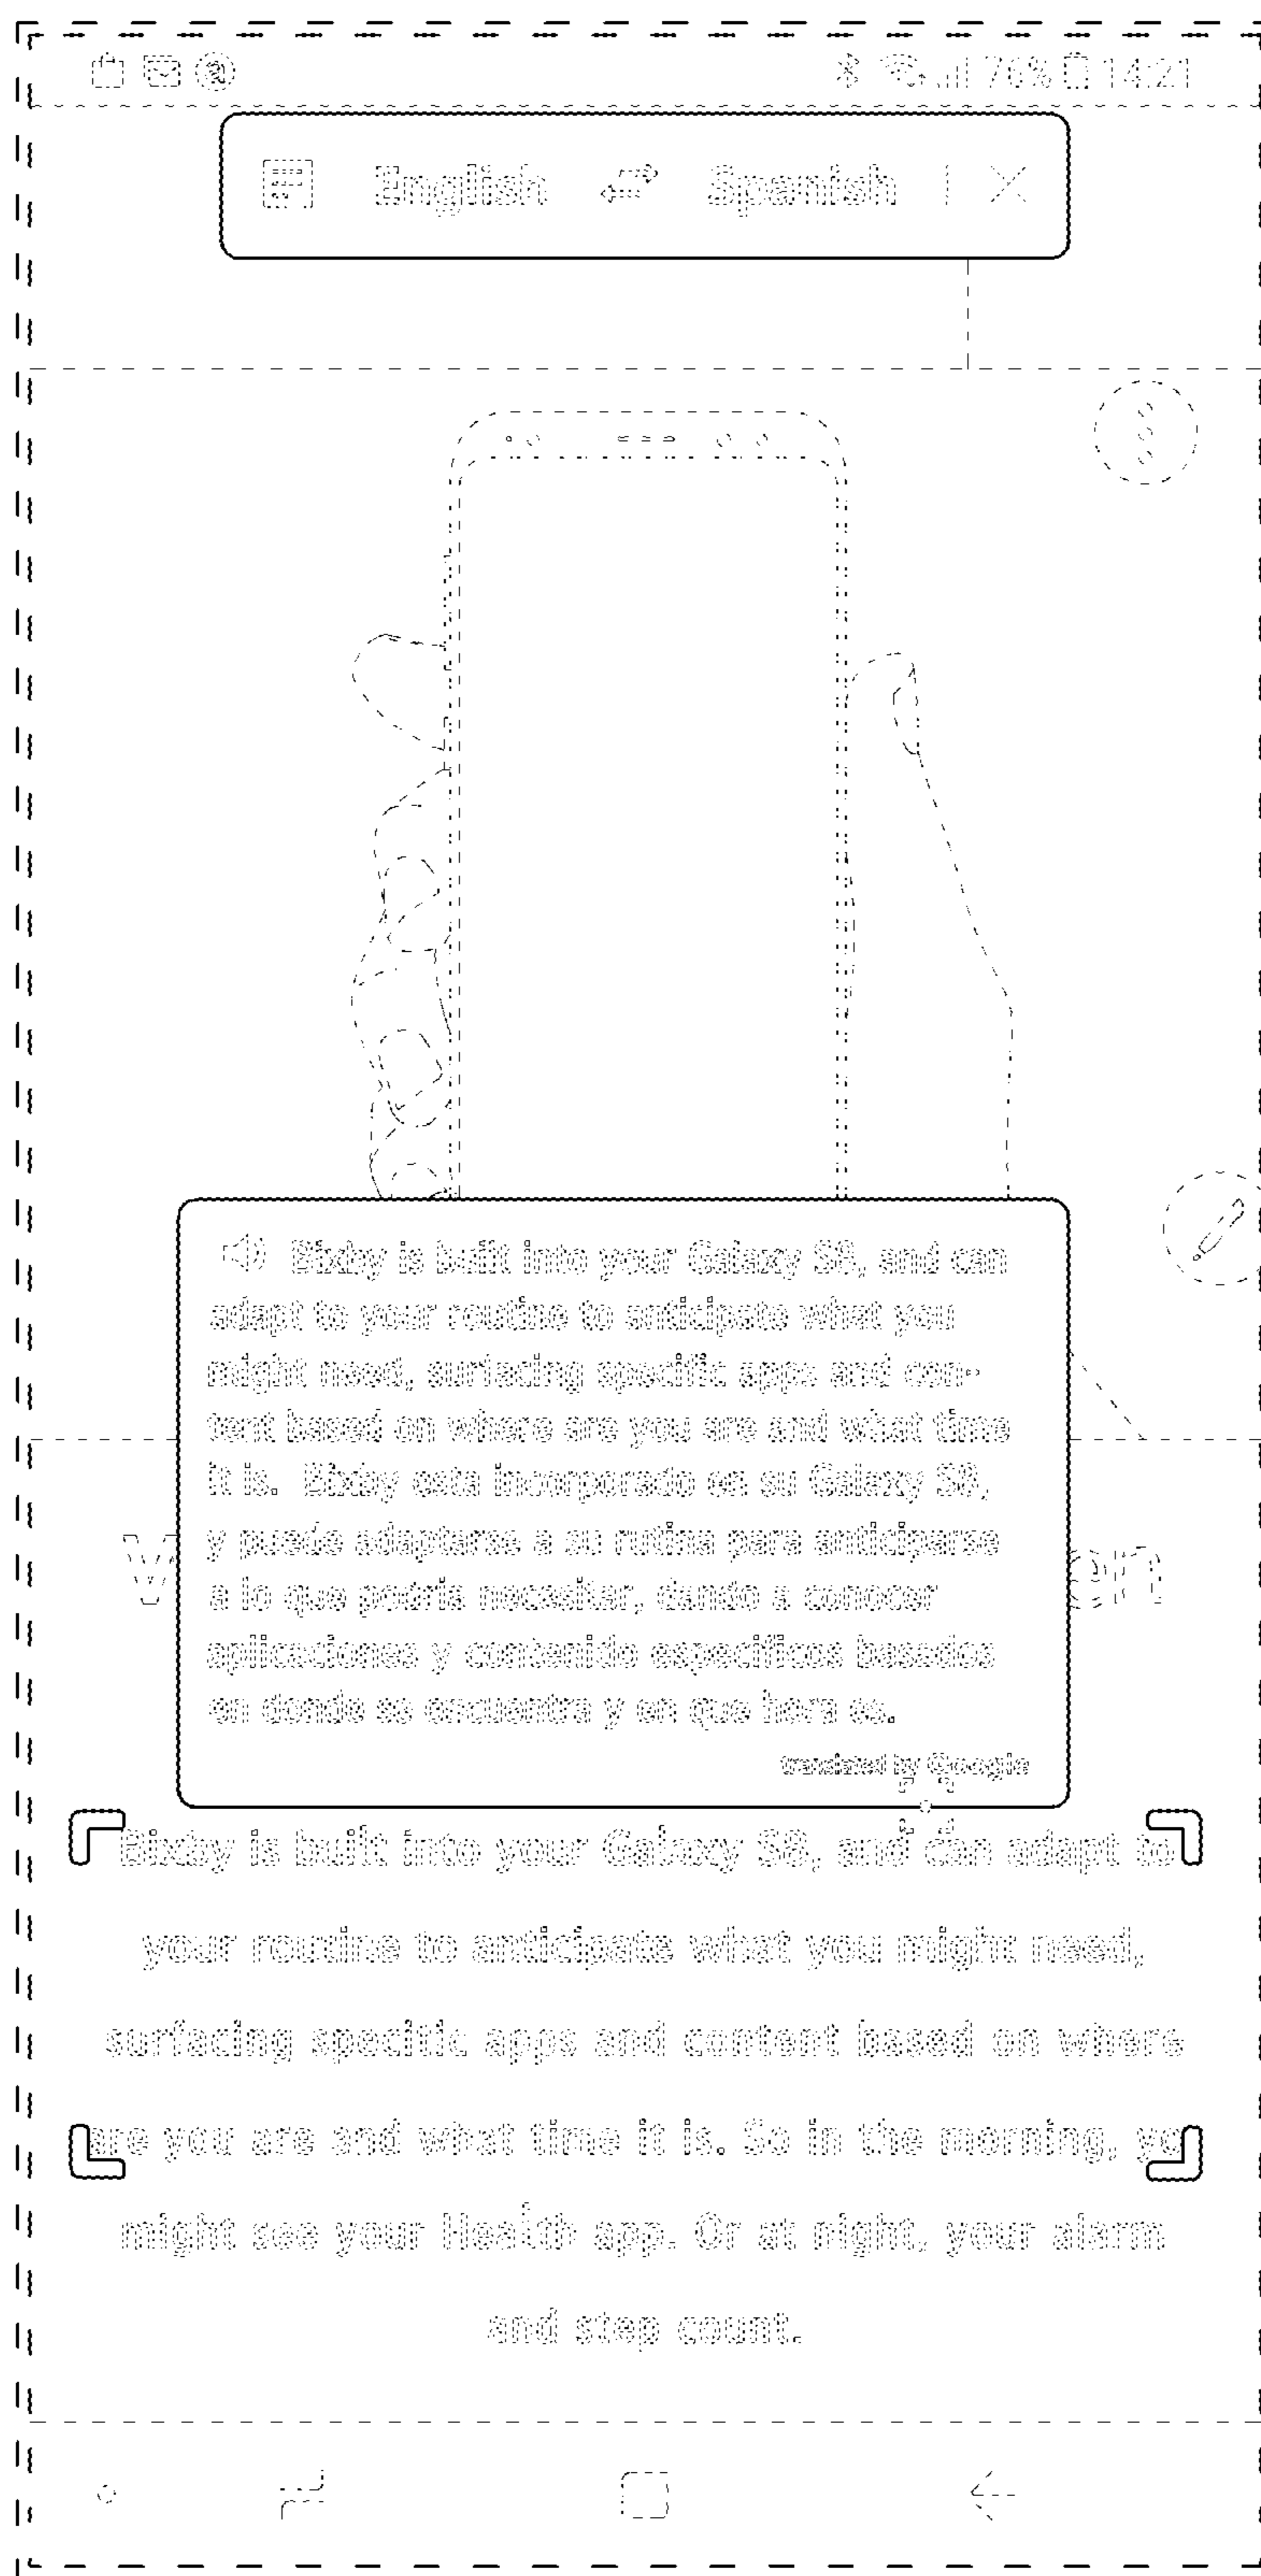 @ 76% 14:21
English Spanish
Bixby is built into your Galaxy S8, and can
adapt to your routine to anticipate what you
might need, surfacing specific apps and con-
tent based on where are you are and what time
it is. Bixby esta incorporado en su Galaxy S8,
y puede adaptarse a su rutina para anticiparse
a lo que podria necesitar, dando a conocer
aplicaciones y contenido especificos basados
en donde se encuentra y en que hora es.
translated by Google
Bixby is built into your Galaxy S8, and can adapt to
your routine to anticipate what you might need,
surfacing specific apps and content based on where
are you are and what time it is. So in the morning, yo
might see your Health app. Or at night, your alarm
and step count.